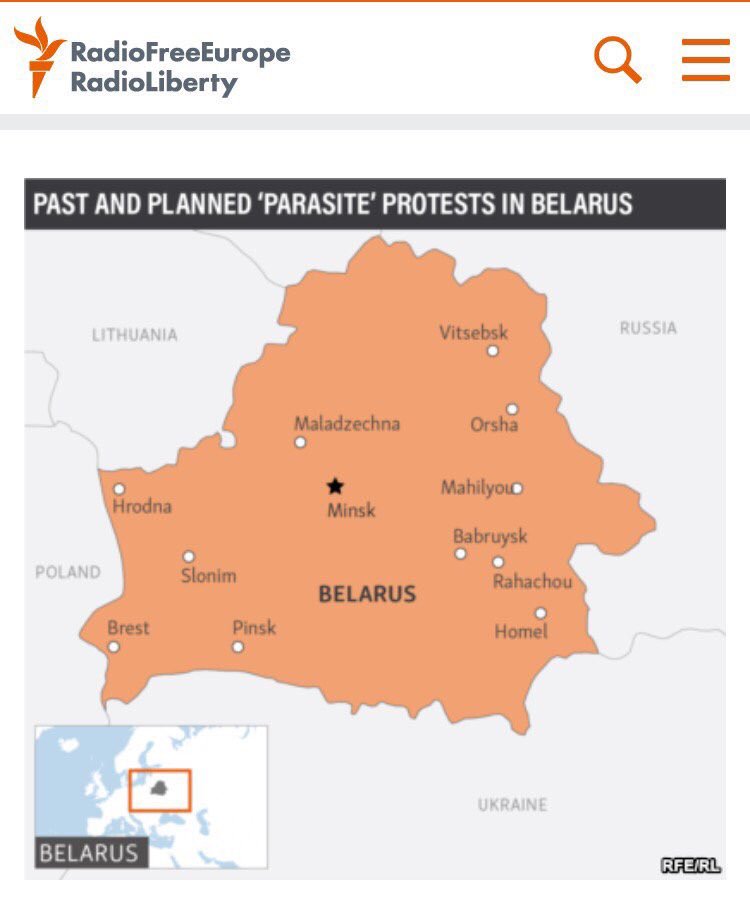 RadioFreeEurope
RadioLiberty
PAST AND PLANNED ‘PARASITE’ PROTESTS IN BELARUS
LITHUANIA
Vitsebsk
RUSSIA
Maladzechna
Orsha
Hrodna
Minsk
Mahilyou
Babruysk
POLAND
Slonim
Rahachou
BELARUS
Brest
Pinsk
Homel
UKRAINE
BELARUS
RFE/RL